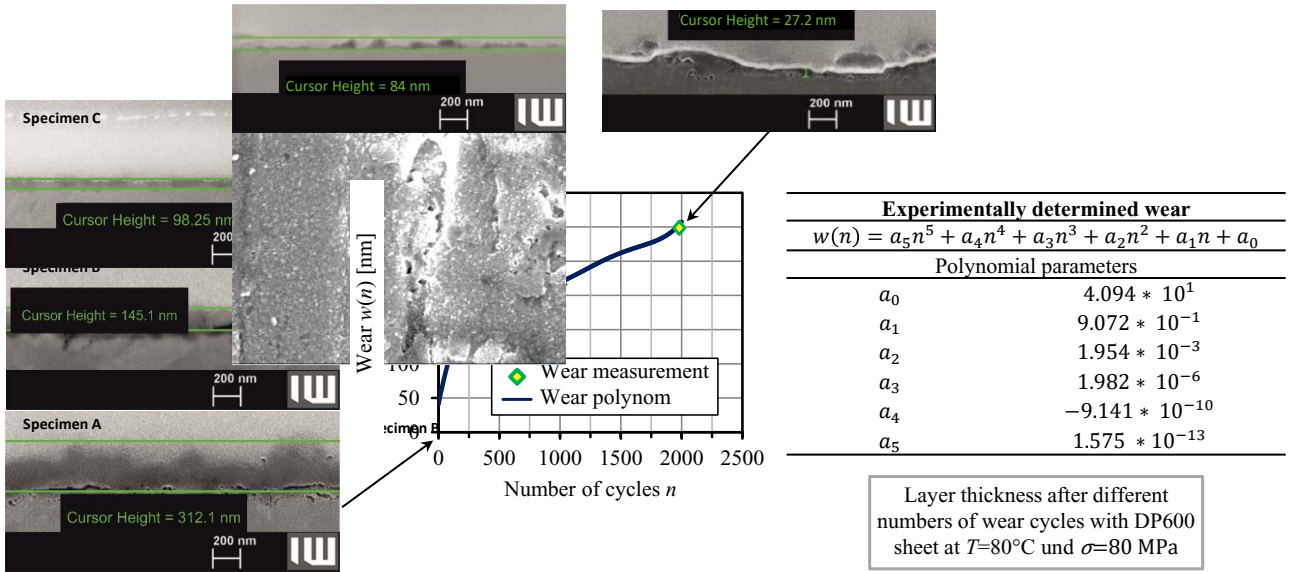 Cursor Height = 84 nm
200 nm
Cursor Height = 27.2 nm
200 nm
Specimen C
Cursor Height = 98.25 nm
200
Specimen B
Cursor Height = 145.1 nm
200 nm
Specimen A
Cursor Height = 312.1 nm
200 nm
Wear w(n) [nm]
100
50
0
ecimen B
Wear measurement
Wear polynom
0 500 1000 1500 2000 2500
Number of cycles n
Experimentally determined wear
w(n) = a₅n⁵ + a₄n⁴ + a₃n³ + a₂n² + a₁n + a₀
Polynomial parameters
a₀ 4.094 * 10¹
a₁ 9.072 * 10⁻¹
a₂ 1.954 * 10⁻³
a₃ 1.982 * 10⁻⁶
a₄ −9.141 * 10⁻¹⁰
a₅ 1.575 * 10⁻¹³
Layer thickness after different
numbers of wear cycles with DP600
sheet at T=80°C und σ=80 MPa